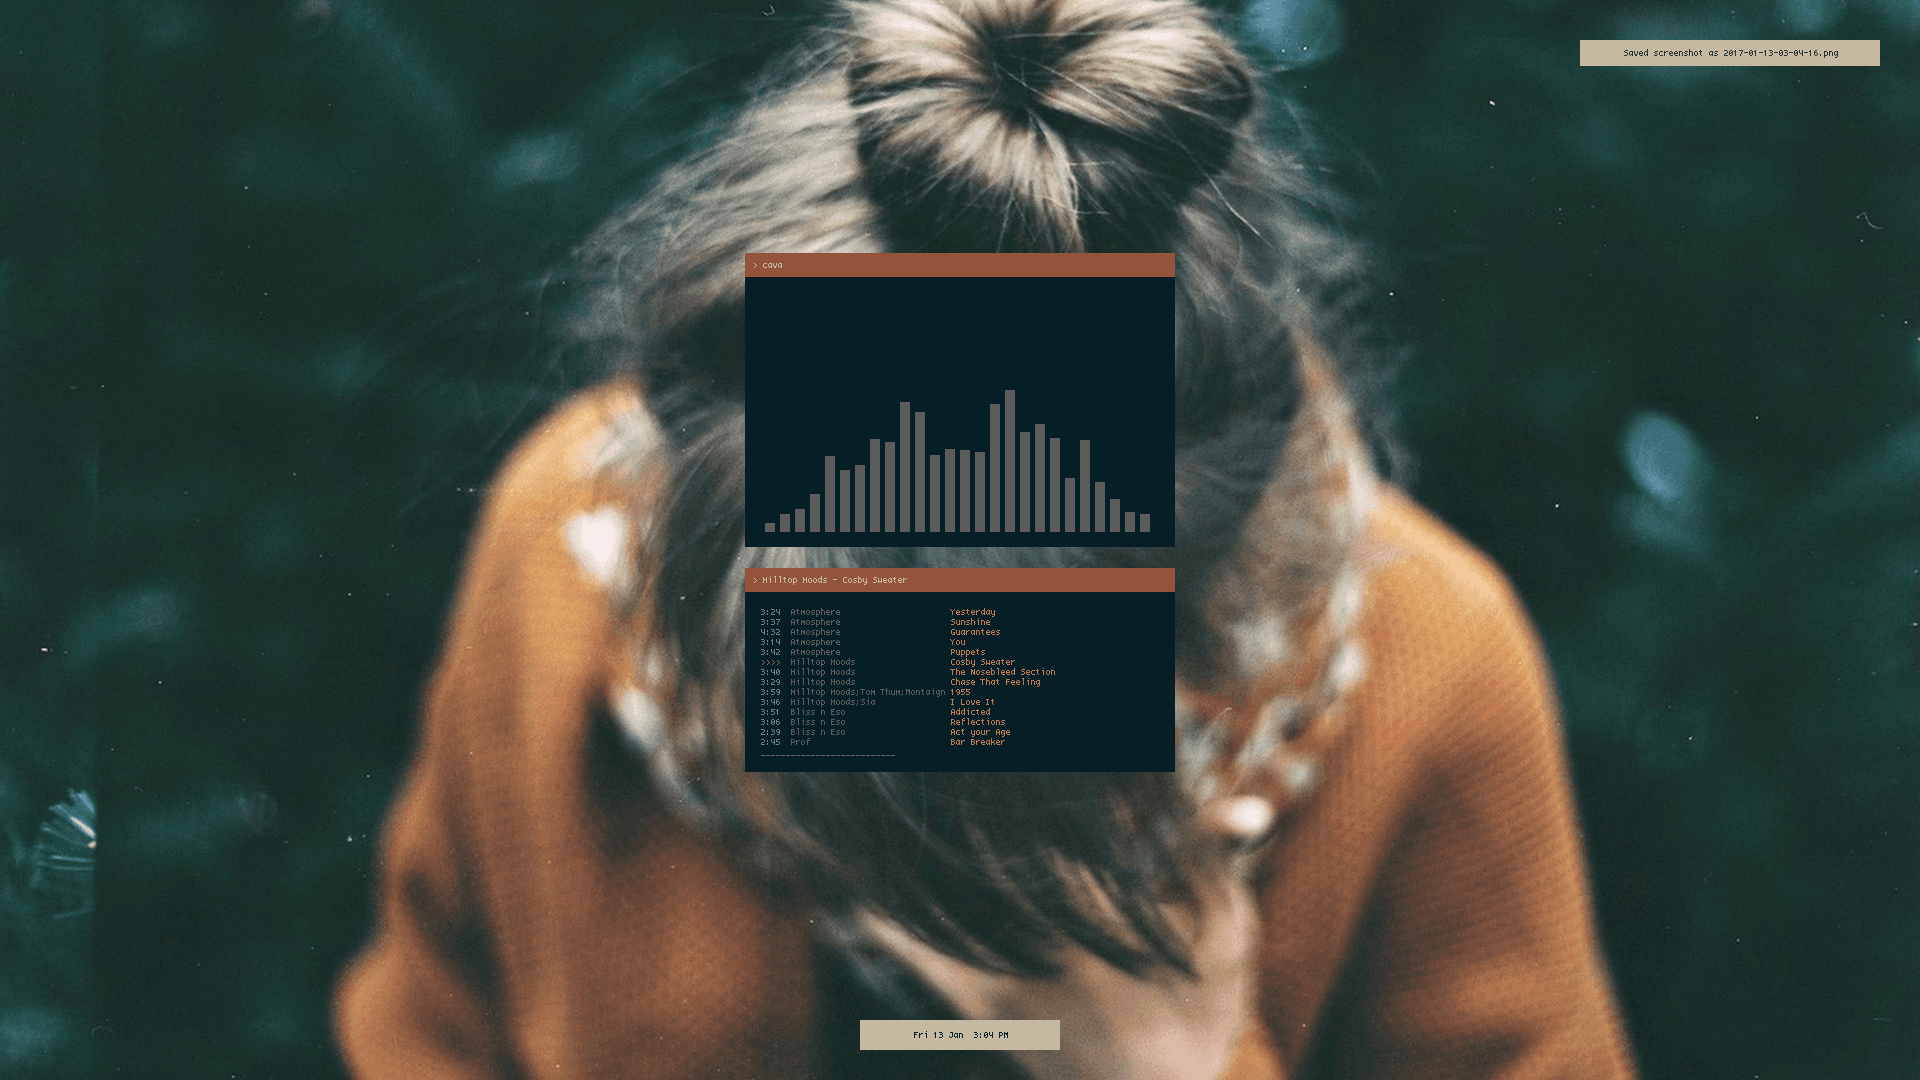 Saved screenshot as 2017-01-13-03-04-16.png
> cava
> Hilltop Hoods - Cosby Sweater
3:24 Atmosphere Yesterday
3:37 Atmosphere Sunshine
4:32 Atmosphere Guarantees
3:14 Atmosphere You
3:42 Atmosphere Puppets
>>>> Hilltop Hoods Cosby Sweater
3:40 Hilltop Hoods The Nosebleed Section
3:29 Hilltop Hoods Chase That Feeling
3:59 Hilltop Hoods;Tom Thum;Montaign 1955
3:46 Hilltop Hoods;Sia I Love It
3:51 Bliss n Eso Addicted
3:06 Bliss n Eso Reflections
2:39 Bliss n Eso Act your Age
2:45 Prof Bar Breaker
---------------------------
Fri 13 Jan 3:04 PM